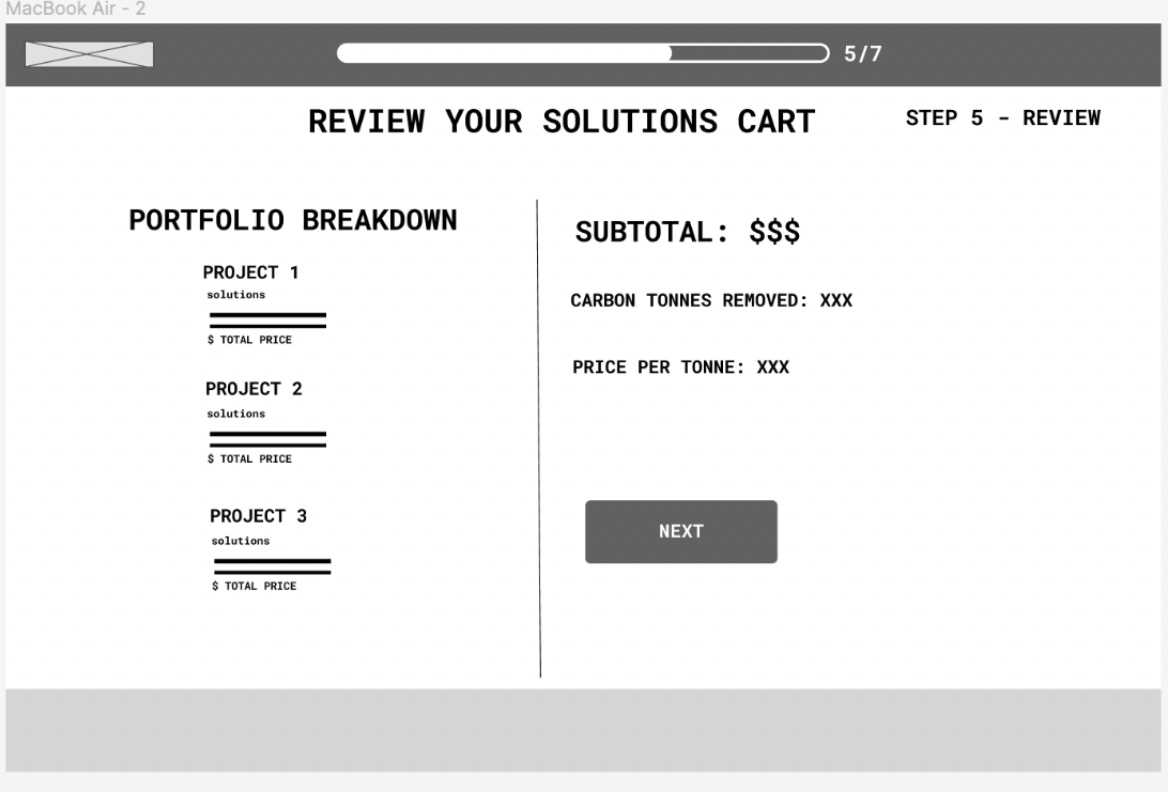 MacBook Air - 2
5/7
REVIEW YOUR SOLUTIONS CART
STEP 5 - REVIEW
PORTFOLIO BREAKDOWN
PROJECT 1
solutions
$ TOTAL PRICE
PROJECT 2
solutions
$ TOTAL PRICE
PROJECT 3
solutions
$ TOTAL PRICE
SUBTOTAL: $$$
CARBON TONNES REMOVED: XXX
PRICE PER TONNE: XXX
NEXT